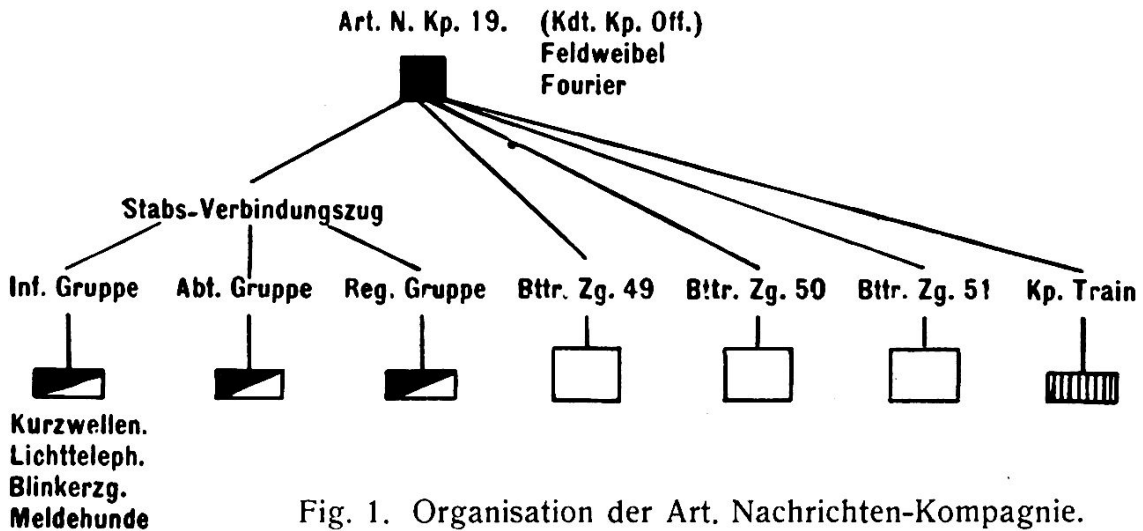 Art. N. Kp. 19. (Kdt. Kp. Off.)
Feldweibel
Fourier
Stabs-Verbindungszug
Inf. Gruppe Abt. Gruppe Reg. Gruppe Bttr. Zg. 49 Bttr. Zg. 50 Bttr. Zg. 51 Kp. Train
Kurzwellen.
Lichtteleph.
Blinkerzg.
Meldehunde
Fig. 1. Organisation der Art. Nachrichten-Kompagnie.